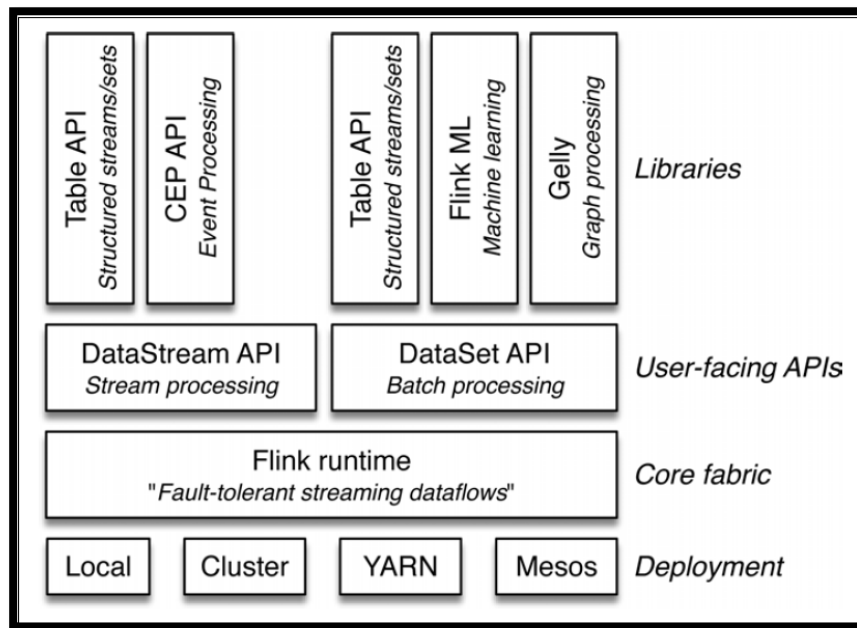 Table API
Structured streams/sets
CEP API
Event Processing
Table API
Structured streams/sets
Flink ML
Machine learning
Gelly
Graph processing
Libraries
DataStream API
Stream processing
DataSet API
Batch processing
User-facing APIs
Flink runtime
"Fault-tolerant streaming dataflows"
Core fabric
Local
Cluster
YARN
Mesos
Deployment